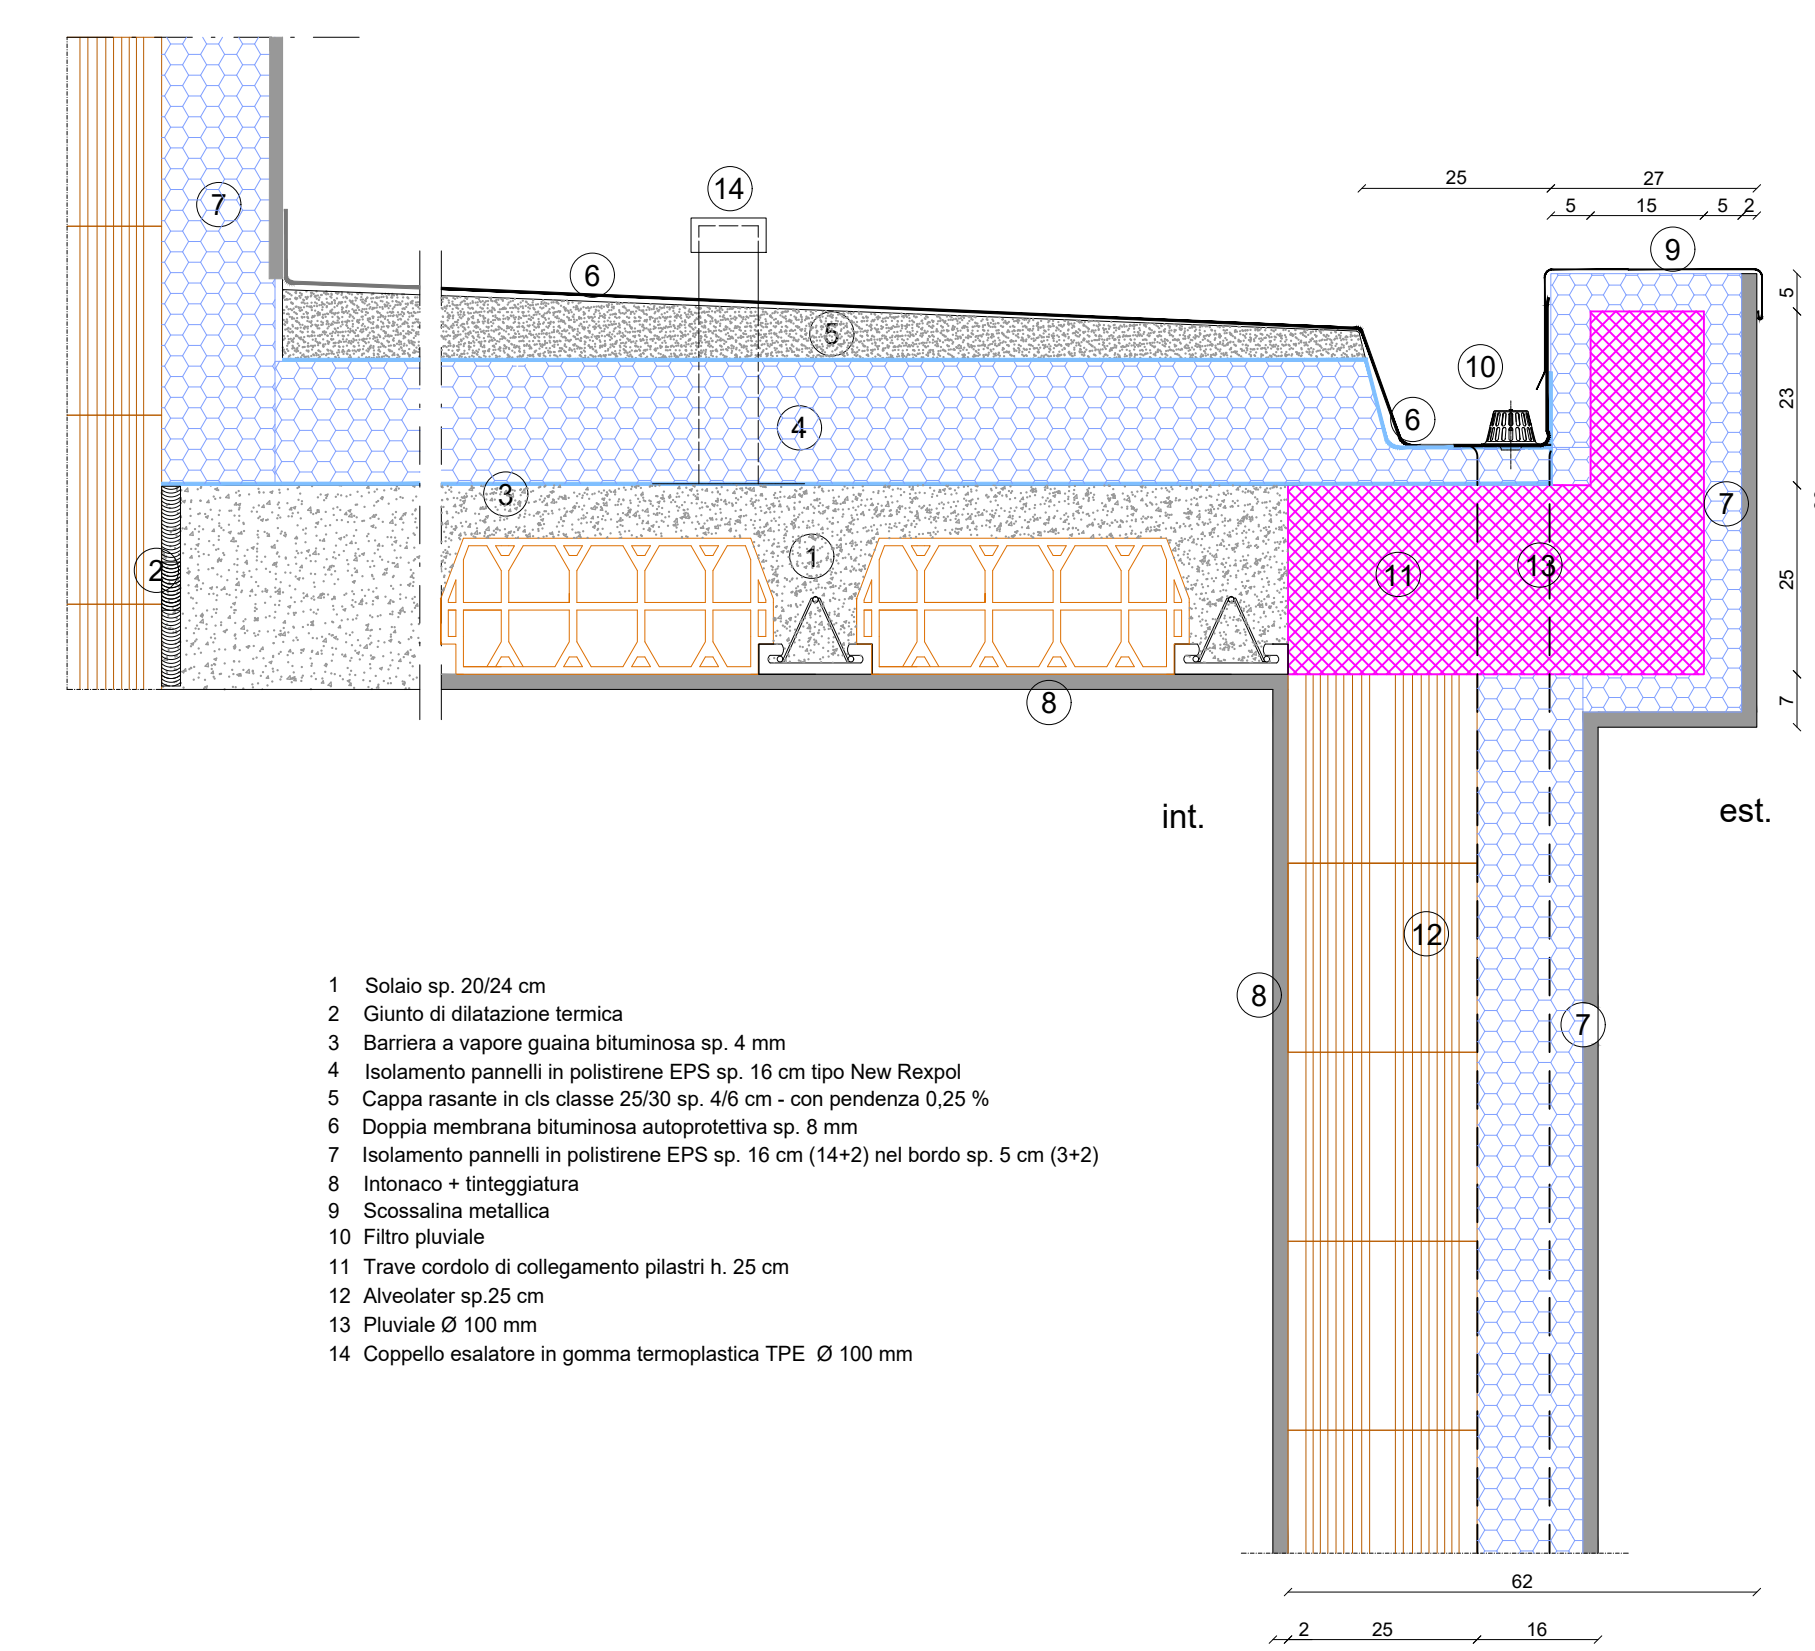 14
25
27
5
15
5
2
9
7
6
5
5
10
23
6
4
3
7
1
2
11
13
25
7
8
int.
est.
12
8
7
1 Solaio sp. 20/24 cm
2 Giunto di dilatazione termica
3 Barriera a vapore guaina bituminosa sp. 4 mm
4 Isolamento pannelli in polistirene EPS sp. 16 cm tipo New Rexpol
5 Cappa rasante in cls classe 25/30 sp. 4/6 cm - con pendenza 0,25 %
6 Doppia membrana bituminosa autoprotettiva sp. 8 mm
7 Isolamento pannelli in polistirene EPS sp. 16 cm (14+2) nel bordo sp. 5 cm (3+2)
8 Intonaco + tinteggiatura
9 Scossalina metallica
10 Filtro pluviale
11 Trave cordolo di collegamento pilastri h. 25 cm
12 Alveolater sp.25 cm
13 Pluviale Ø 100 mm
14 Coppello esalatore in gomma termoplastica TPE Ø 100 mm
62
2
25
16